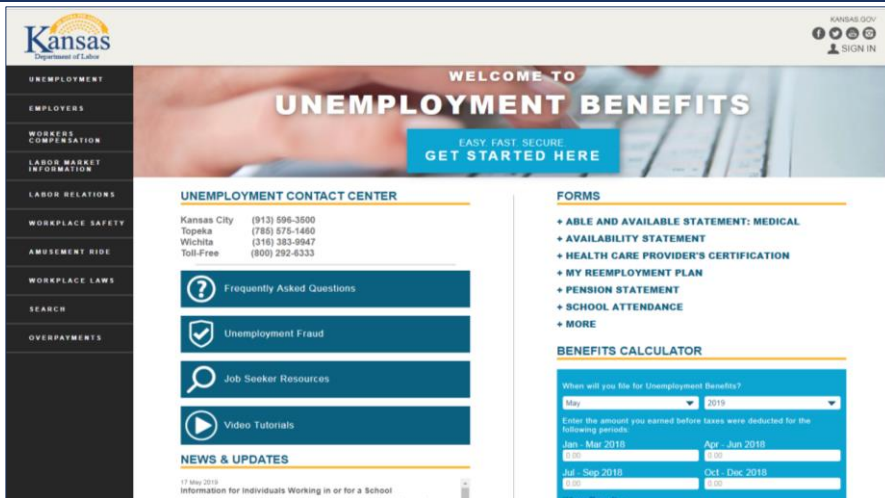 Kansas
Department of Labor
KANSAS.GOV
SIGN IN
UNEMPLOYMENT
EMPLOYERS
WORKERS
COMPENSATION
LABOR MARKET
INFORMATION
LABOR RELATIONS
WORKPLACE SAFETY
AMUSEMENT RIDE
WORKPLACE LAWS
SEARCH
OVERPAYMENTS
WELCOME TO
UNEMPLOYMENT BENEFITS
EASY. FAST. SECURE.
GET STARTED HERE
UNEMPLOYMENT CONTACT CENTER
Kansas City (913) 596-3500
Topeka (785) 575-1460
Wichita (316) 383-9947
Toll-Free (800) 292-6333
Frequently Asked Questions
Unemployment Fraud
Job Seeker Resources
Video Tutorials
NEWS & UPDATES
17 May 2019
Information for Individuals Working in or for a School
FORMS
+ ABLE AND AVAILABLE STATEMENT: MEDICAL
+ AVAILABILITY STATEMENT
+ HEALTH CARE PROVIDER'S CERTIFICATION
+ MY REEMPLOYMENT PLAN
+ PENSION STATEMENT
+ SCHOOL ATTENDANCE
+ MORE
BENEFITS CALCULATOR
When will you file for Unemployment Benefits?
May 2019
Enter the amount you earned before taxes were deducted for the
following periods:
Jan - Mar 2018 Apr - Jun 2018
0.00 0.00
Jul - Sep 2018 Oct - Dec 2018
0.00 0.00